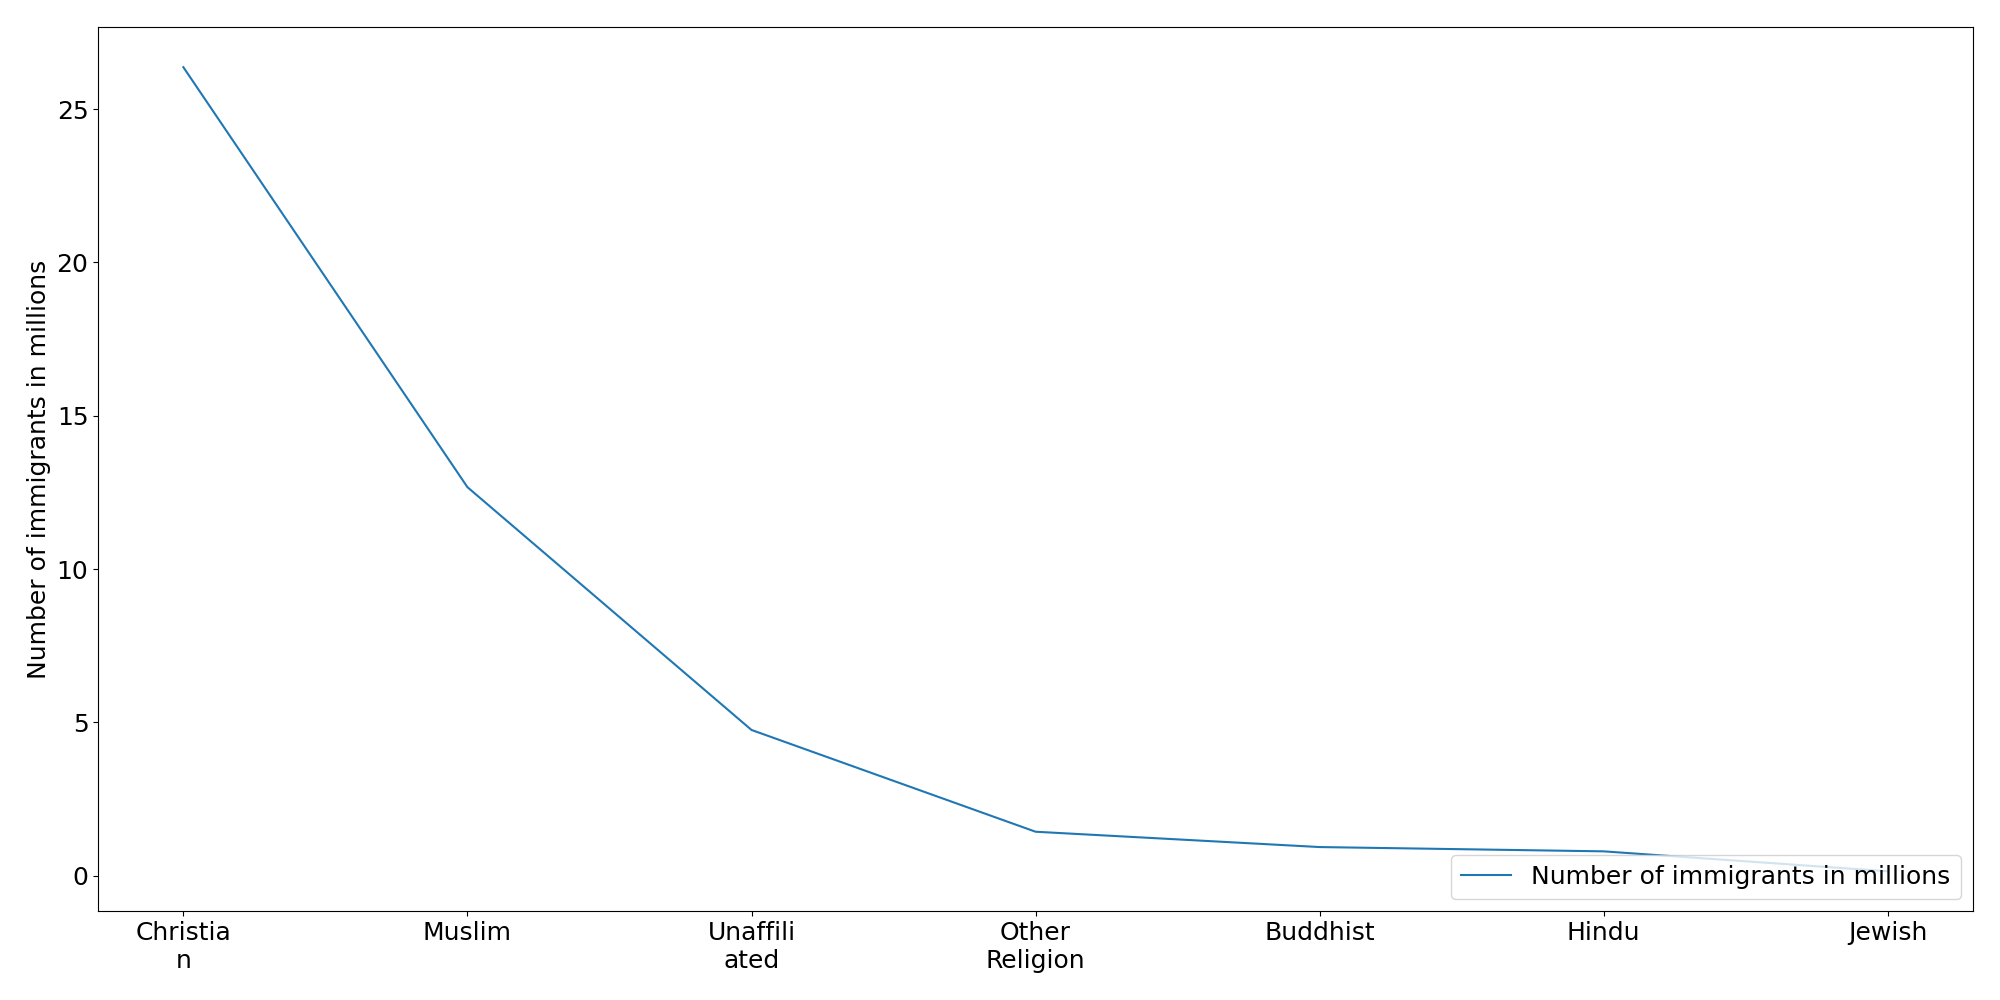 Number of immigrants in millions
25
20
15
10
5
0
Christia
n
Muslim
Unaffili
ated
Other
Religion
Buddhist
Hindu
Jewish
Number of immigrants in millions